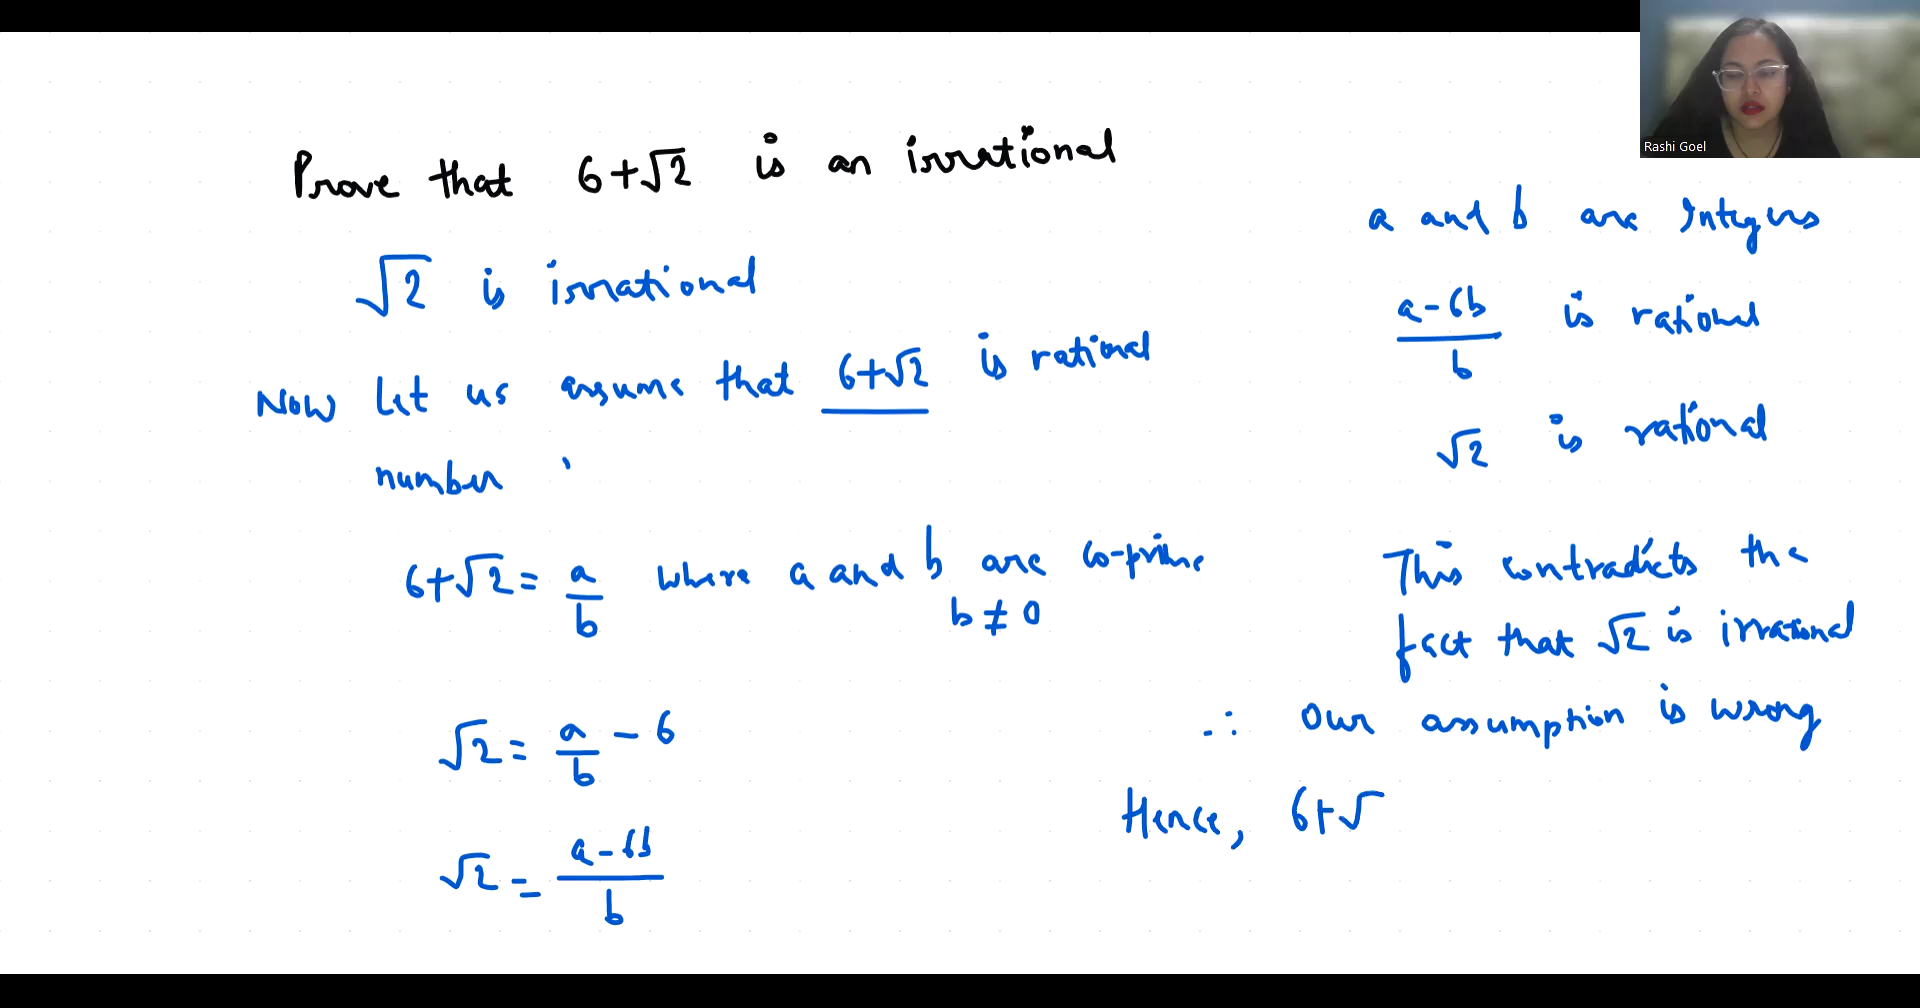 Prove that 6+√2 is an irrational
√2 is irrational
Now let us assume that 6+√2 is rational
number ,
6+√2 = a/b where a and b are co-prime
b ≠ 0
√2 = a/b - 6
√2 = a-6b/b
Rashi Goel
a and b are Integers
a-6b/b is rational
√2 is rational
This contradicts the
fact that √2 is irrational
∴ Our assumption is wrong
Hence, 6+√